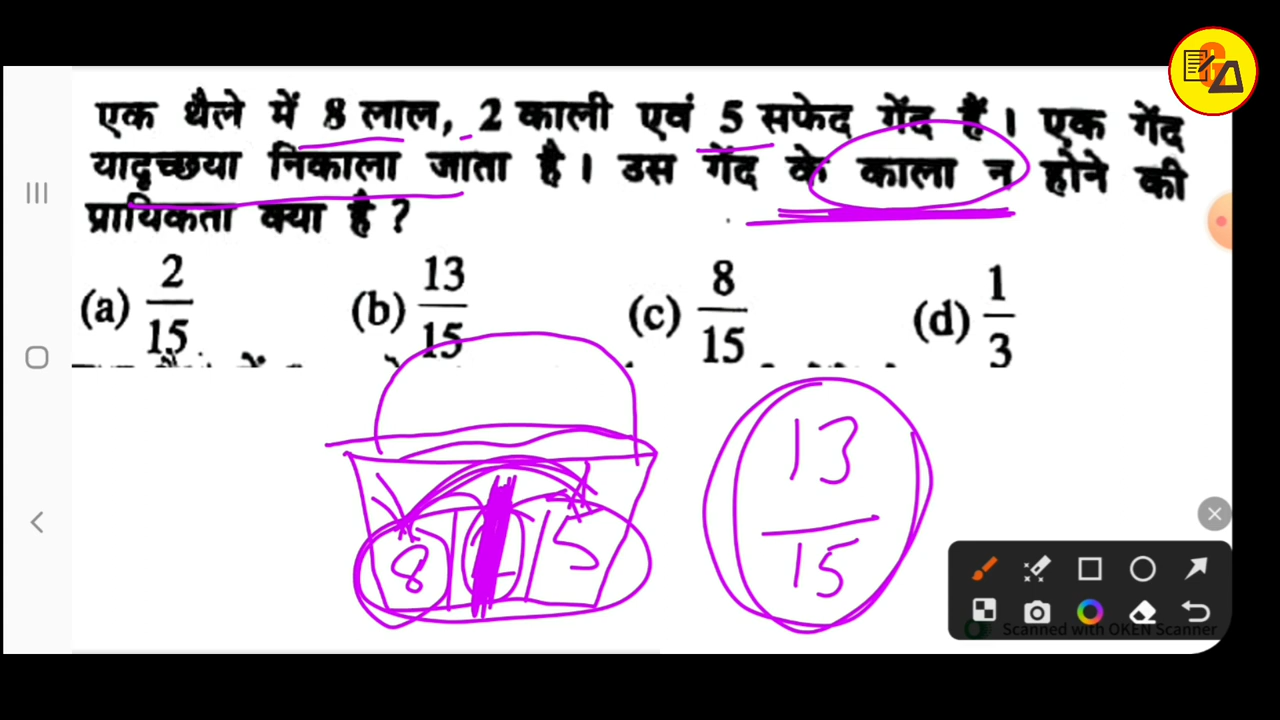 एक थैले में 8 लाल, 2 काली एवं 5 सफेद गेंद हैं। एक गेंद
यादृच्छया निकाला जाता है। उस गेंद के काला न होने की
प्रायिकता क्या है ?
(a) 2/15 (b) 13/15 (c) 8/15 (d) 1/3
8 5
13/15
Scanned with OKEN Scanner